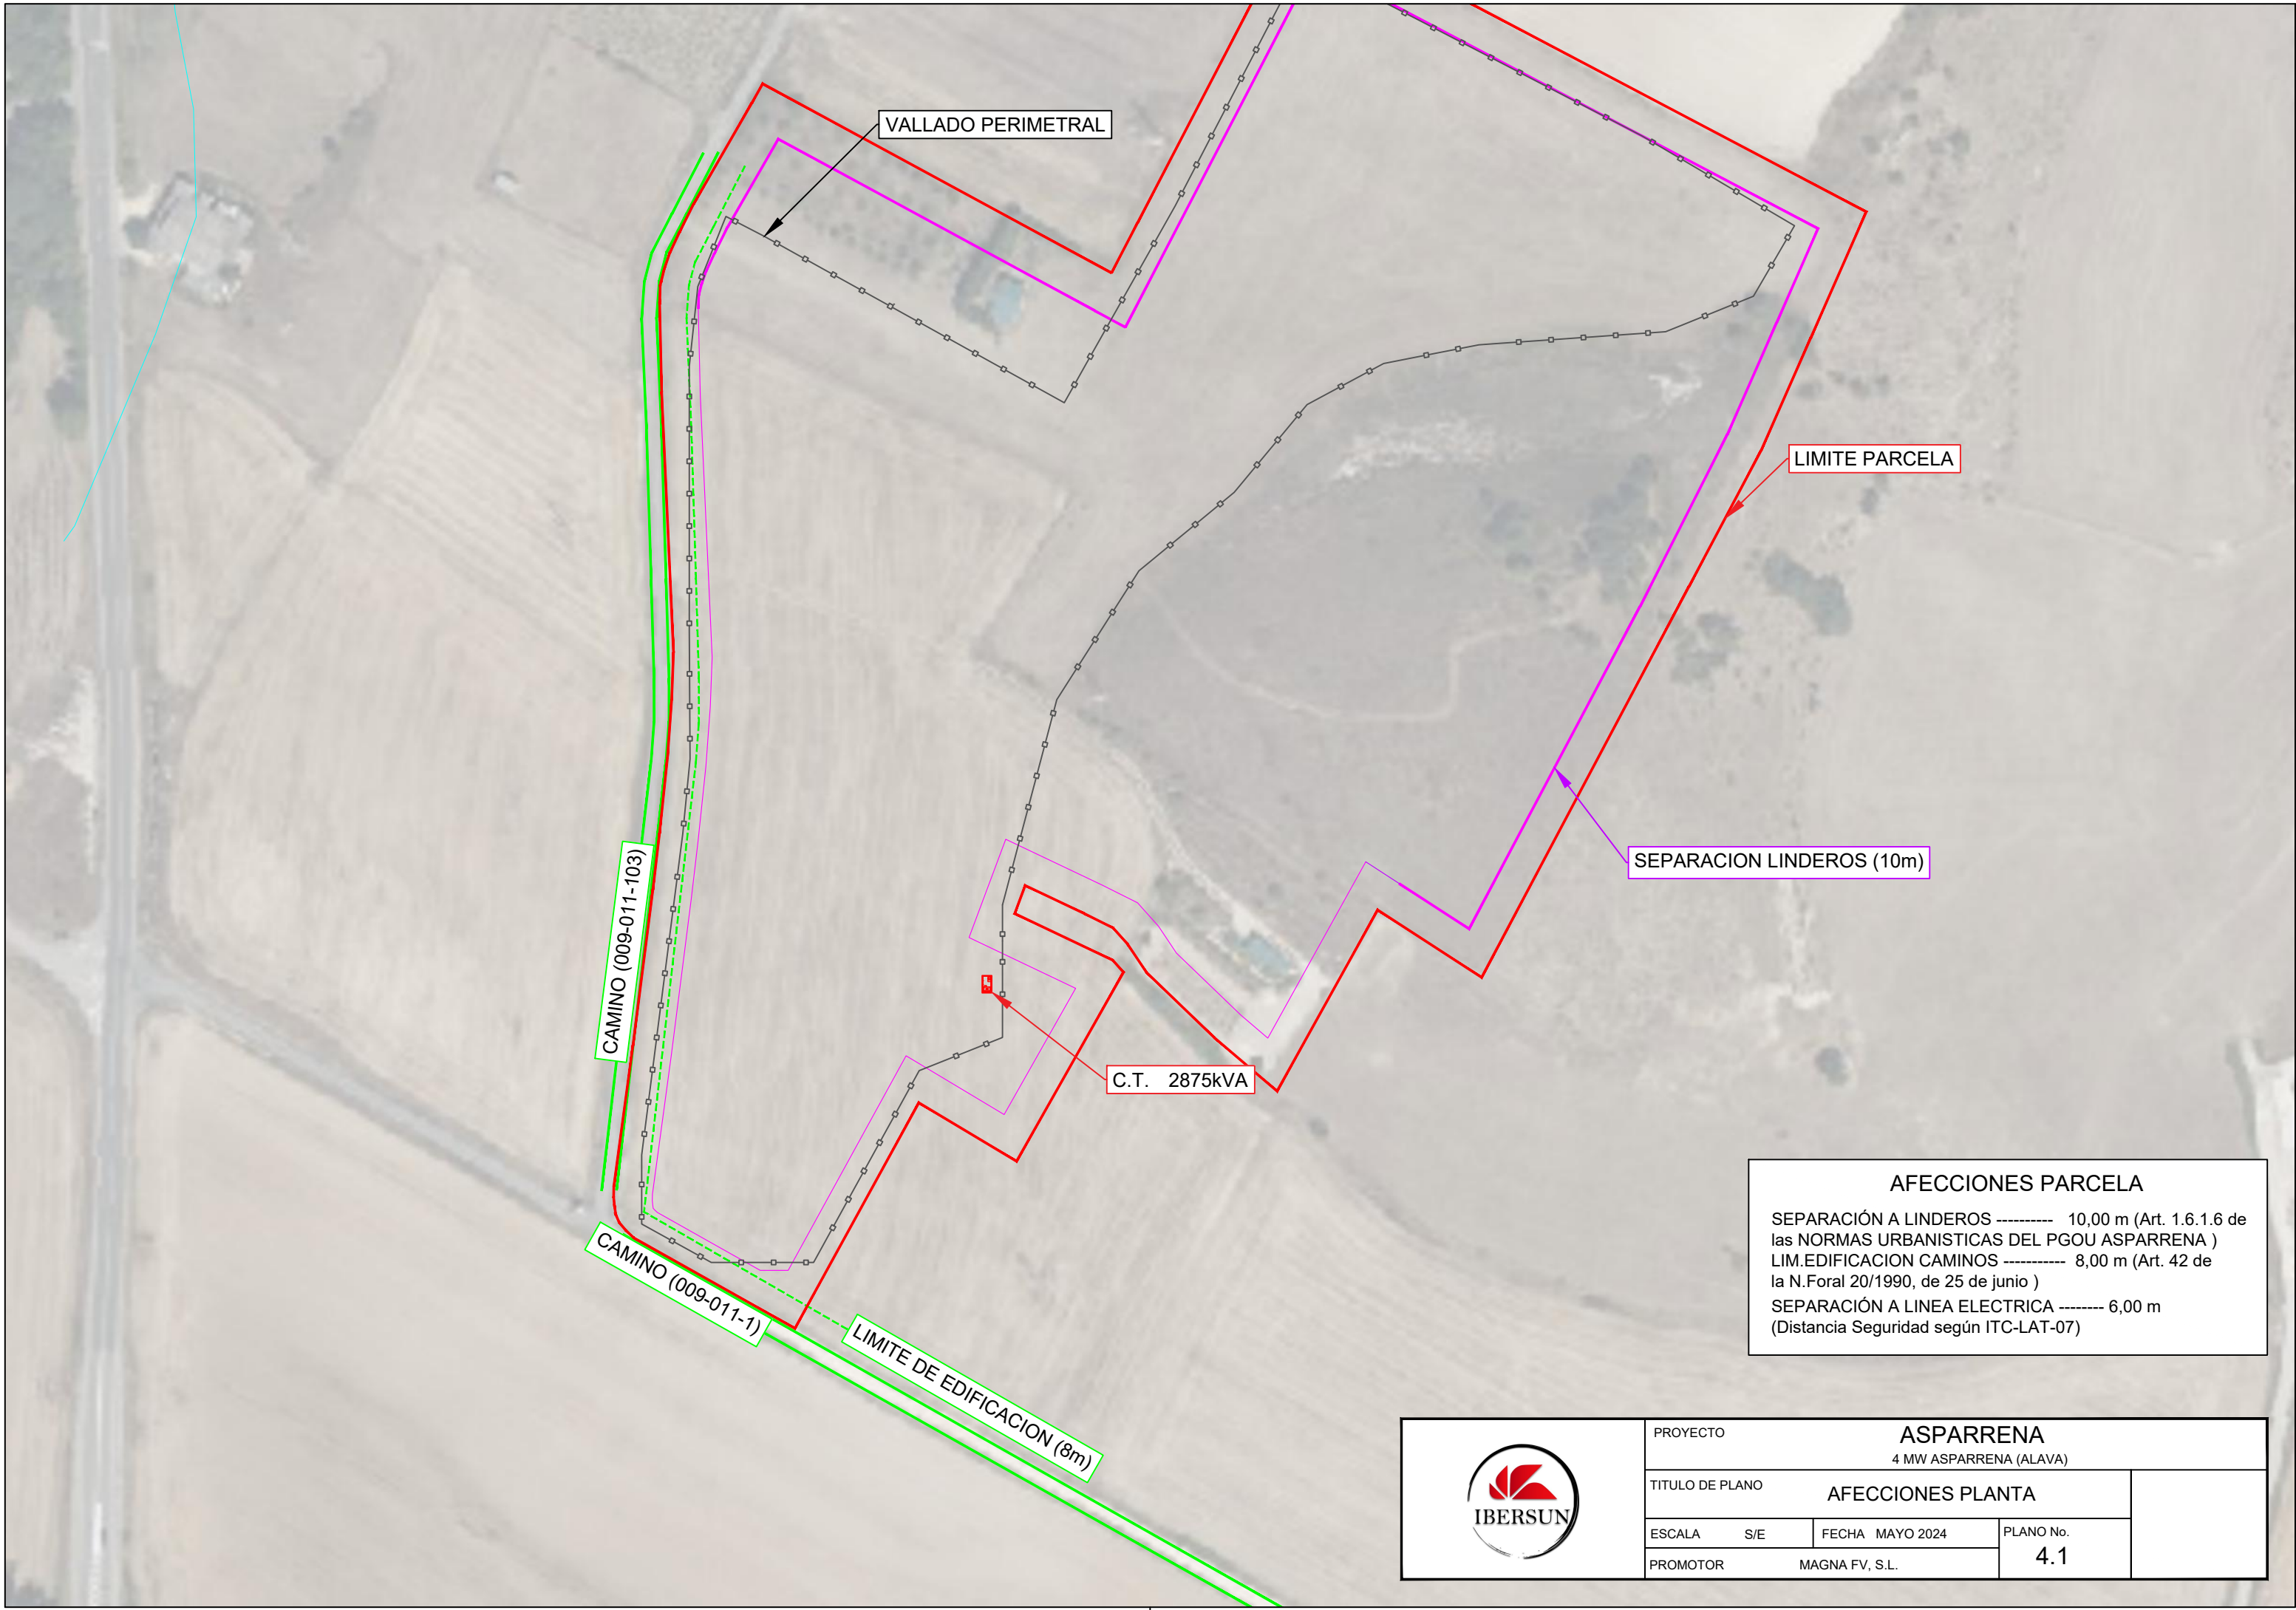 VALLADO PERIMETRAL
LIMITE PARCELA
SEPARACION LINDEROS (10m)
CAMINO (009-011-103)
C.T. 2875kVA
CAMINO (009-011-1)
LIMITE DE EDIFICACION (8m)
AFECCIONES PARCELA
SEPARACIÓN A LINDEROS ---------- 10,00 m (Art. 1.6.1.6 de
las NORMAS URBANISTICAS DEL PGOU ASPARRENA )
LIM.EDIFICACION CAMINOS ----------- 8,00 m (Art. 42 de
la N.Foral 20/1990, de 25 de junio )
SEPARACIÓN A LINEA ELECTRICA -------- 6,00 m
(Distancia Seguridad según ITC-LAT-07)
IBERSUN
PROYECTO
ASPARRENA
4 MW ASPARRENA (ALAVA)
TITULO DE PLANO
AFECCIONES PLANTA
ESCALA S/E
FECHA MAYO 2024
PLANO No.
4.1
PROMOTOR MAGNA FV, S.L.